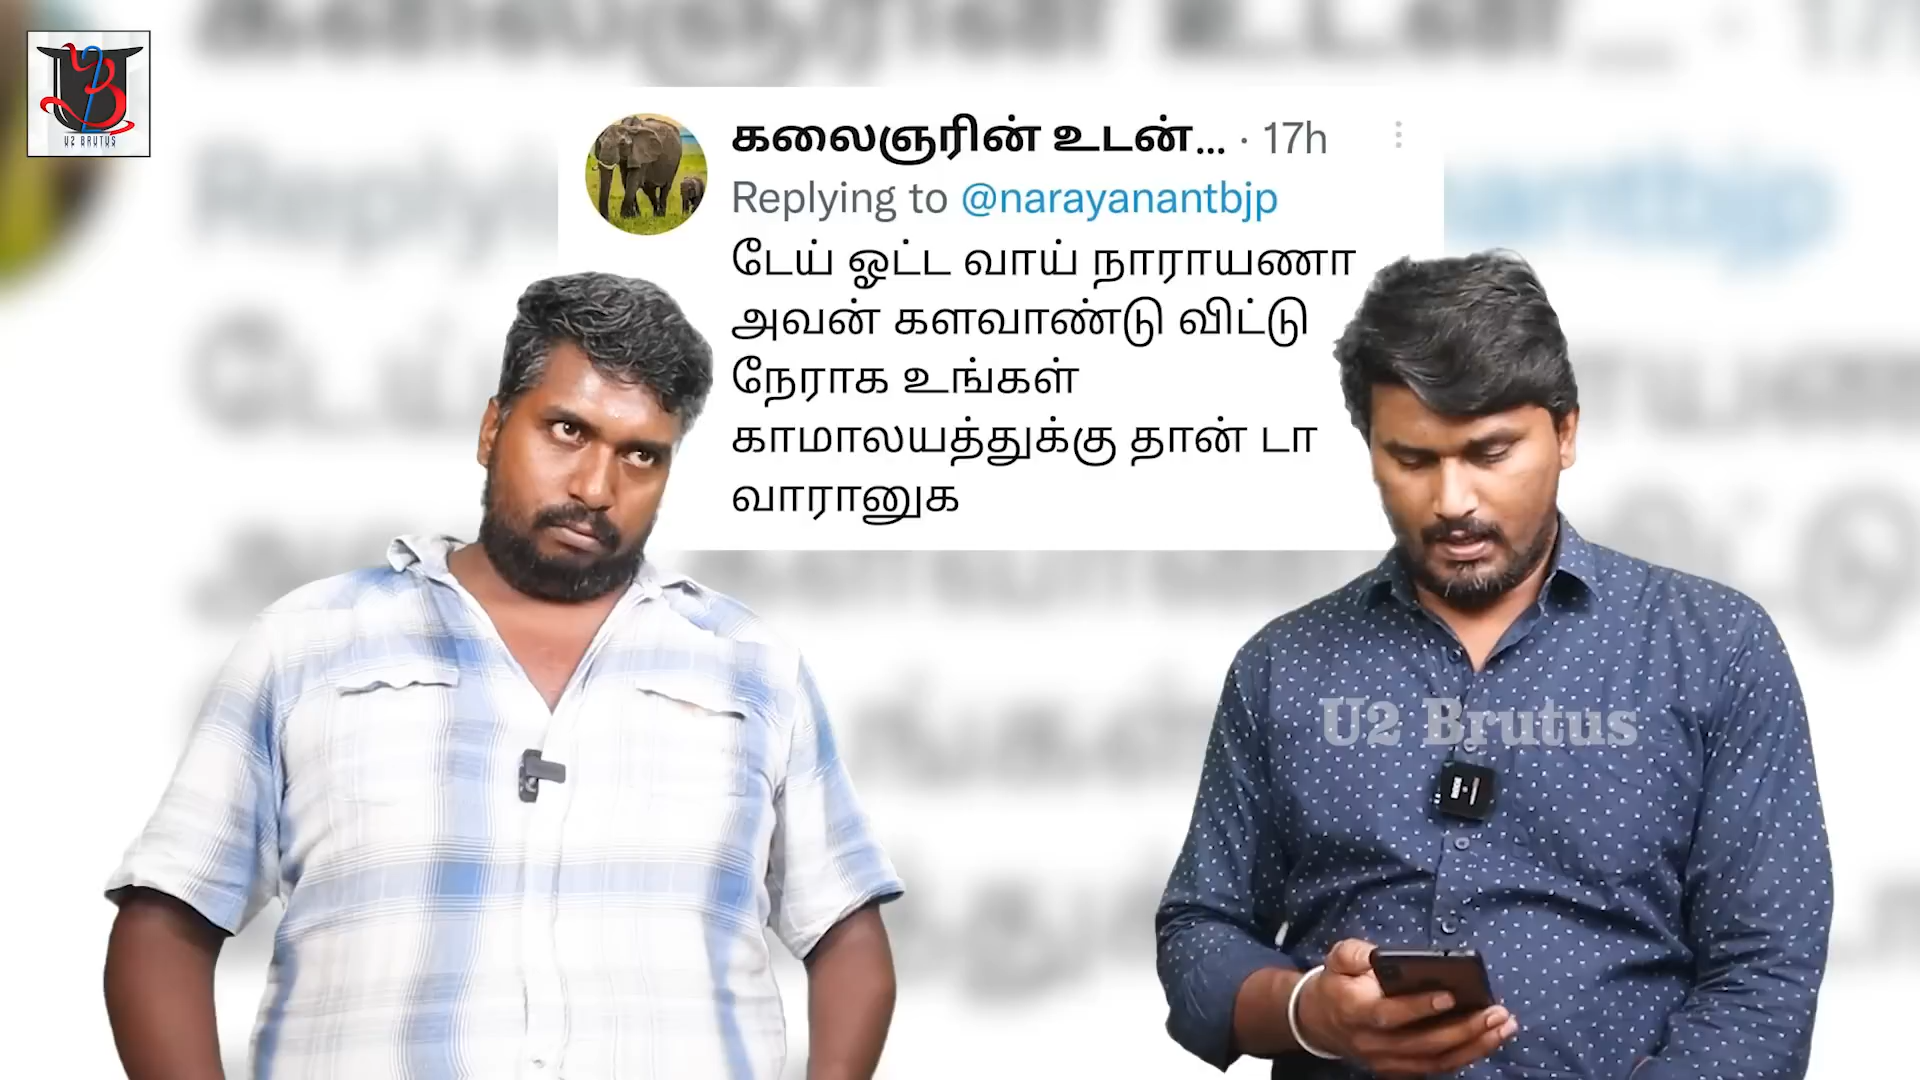 U2 BRUTUS
கலைஞரின் உடன்... · 17h
Replying to @narayanantbjp
டேய் ஓட்ட வாய் நாராயணா
அவன் களவாண்டு விட்டு
நேராக உங்கள்
காமாலயத்துக்கு தான் டா
வாரானுக
U2 Brutus